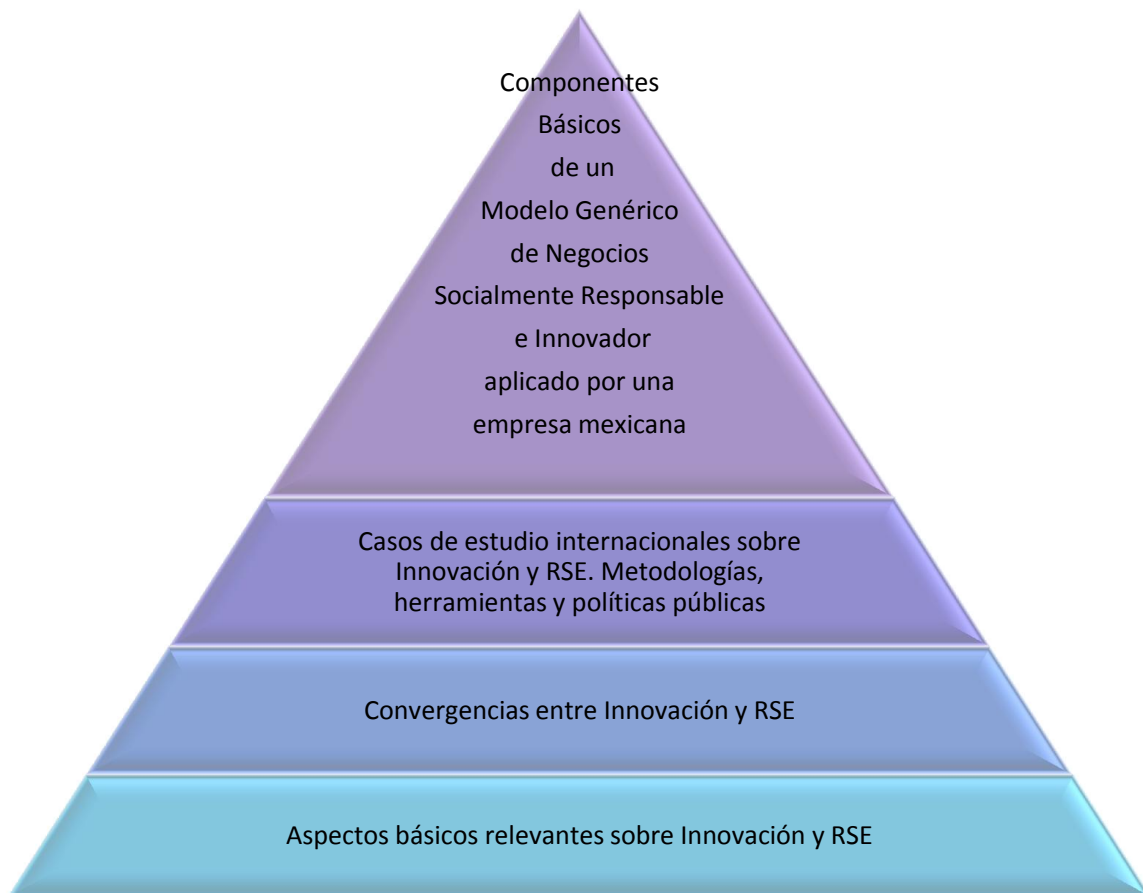 Componentes
Básicos
de un
Modelo Genérico
de Negocios
Socialmente Responsable
e Innovador
aplicado por una
empresa mexicana
Casos de estudio internacionales sobre
Innovación y RSE. Metodologías,
herramientas y políticas públicas
Convergencias entre Innovación y RSE
Aspectos básicos relevantes sobre Innovación y RSE